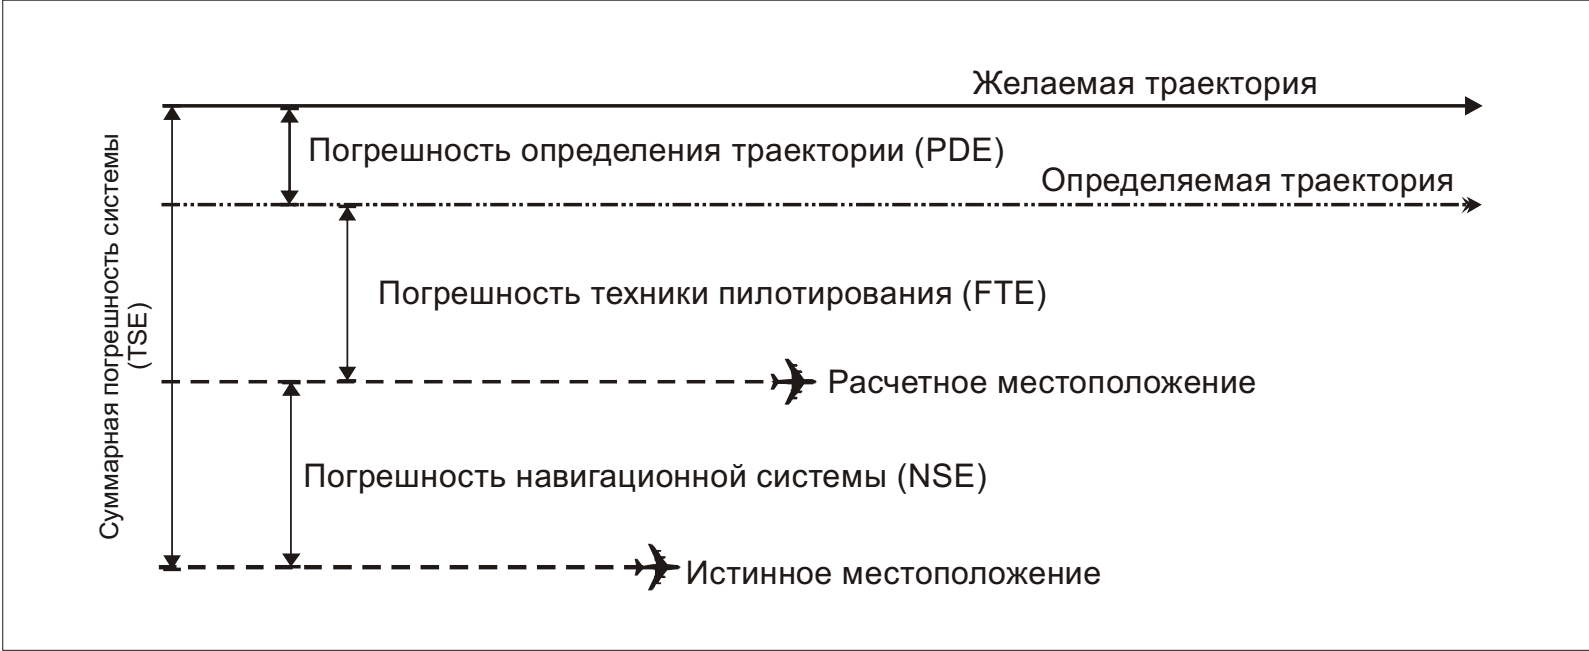 Желаемая траектория
Погрешность определения траектории (PDE)
Определяемая траектория
Суммарная погрешность системы
(TSE)
Погрешность техники пилотирования (FTE)
Расчетное местоположение
Погрешность навигационной системы (NSE)
Истинное местоположение